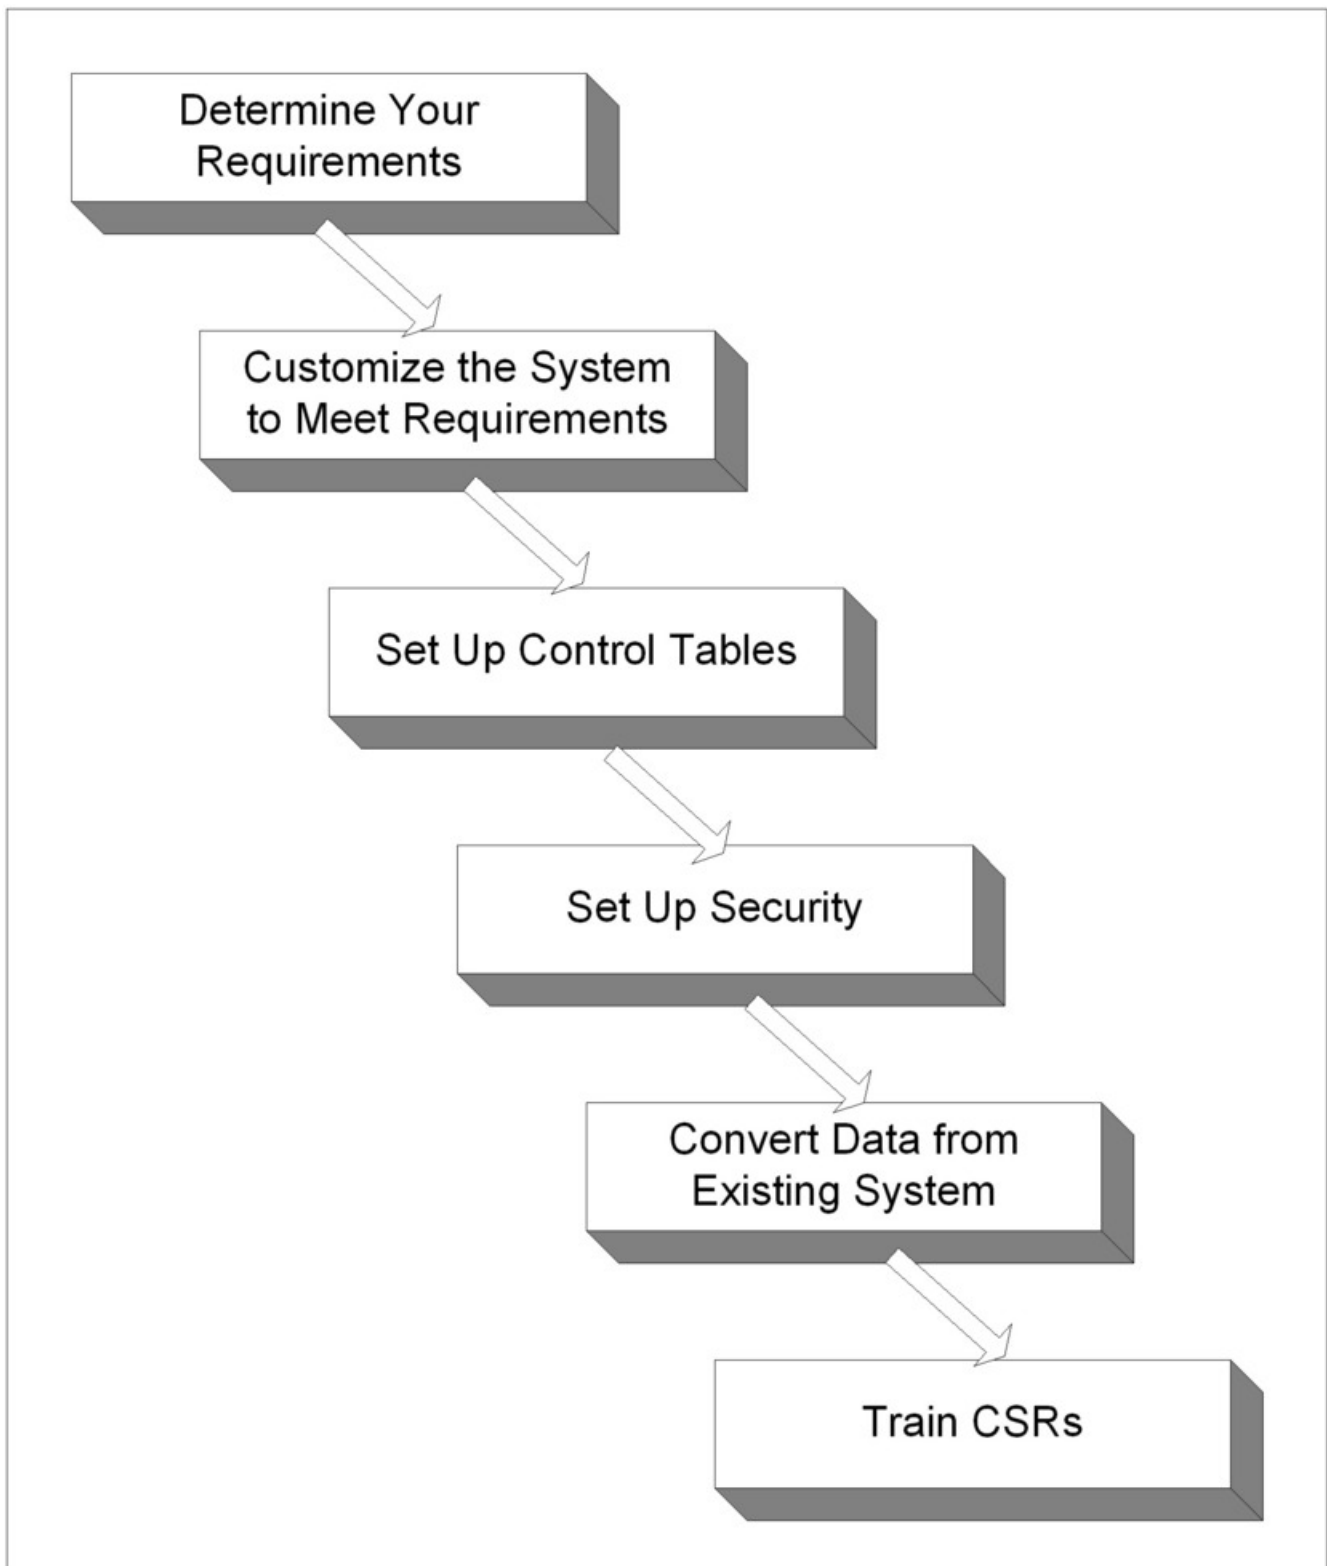 Determine Your
Requirements
Customize the System
to Meet Requirements
Set Up Control Tables
Set Up Security
Convert Data from
Existing System
Train CSRs